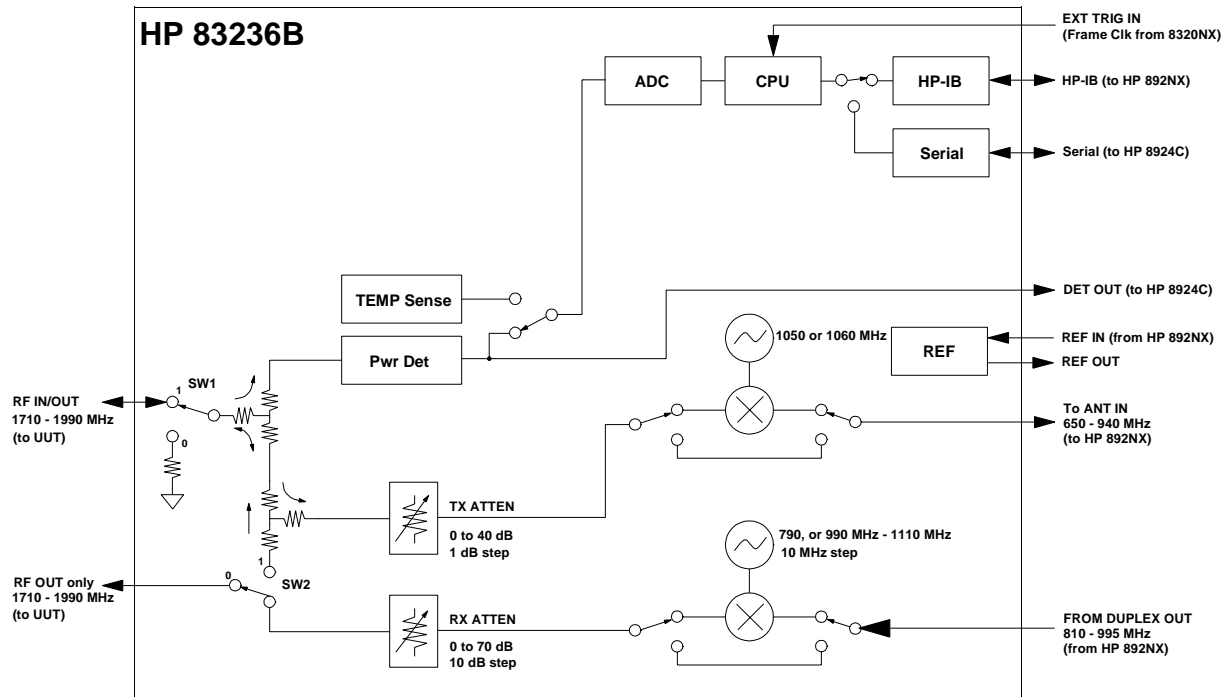 HP 83236B
EXT TRIG IN
(Frame Clk from 8320NX)
ADC
CPU
HP-IB
HP-IB (to HP 892NX)
Serial
Serial (to HP 8924C)
TEMP Sense
DET OUT (to HP 8924C)
Pwr Det
1050 or 1060 MHz
REF
REF IN (from HP 892NX)
REF OUT
RF IN/OUT
1710 - 1990 MHz
(to UUT)
1
SW1
0
To ANT IN
650 - 940 MHz
(to HP 892NX)
TX ATTEN
0 to 40 dB
1 dB step
790, or 990 MHz - 1110 MHz
10 MHz step
RF OUT only
1710 - 1990 MHz
(to UUT)
0
1
SW2
RX ATTEN
0 to 70 dB
10 dB step
FROM DUPLEX OUT
810 - 995 MHz
(from HP 892NX)